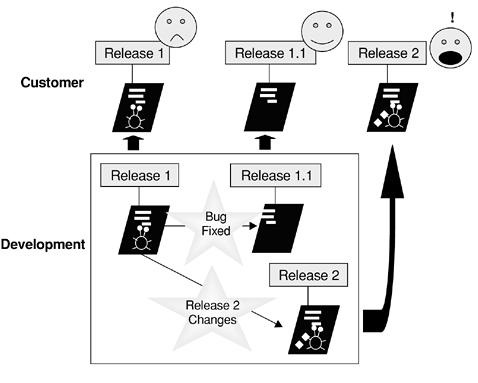 !
Release 1
Release 1.1
Release 2
Customer
Release 1
Release 1.1
Bug
Fixed
Development
Release 2
Release 2
Changes